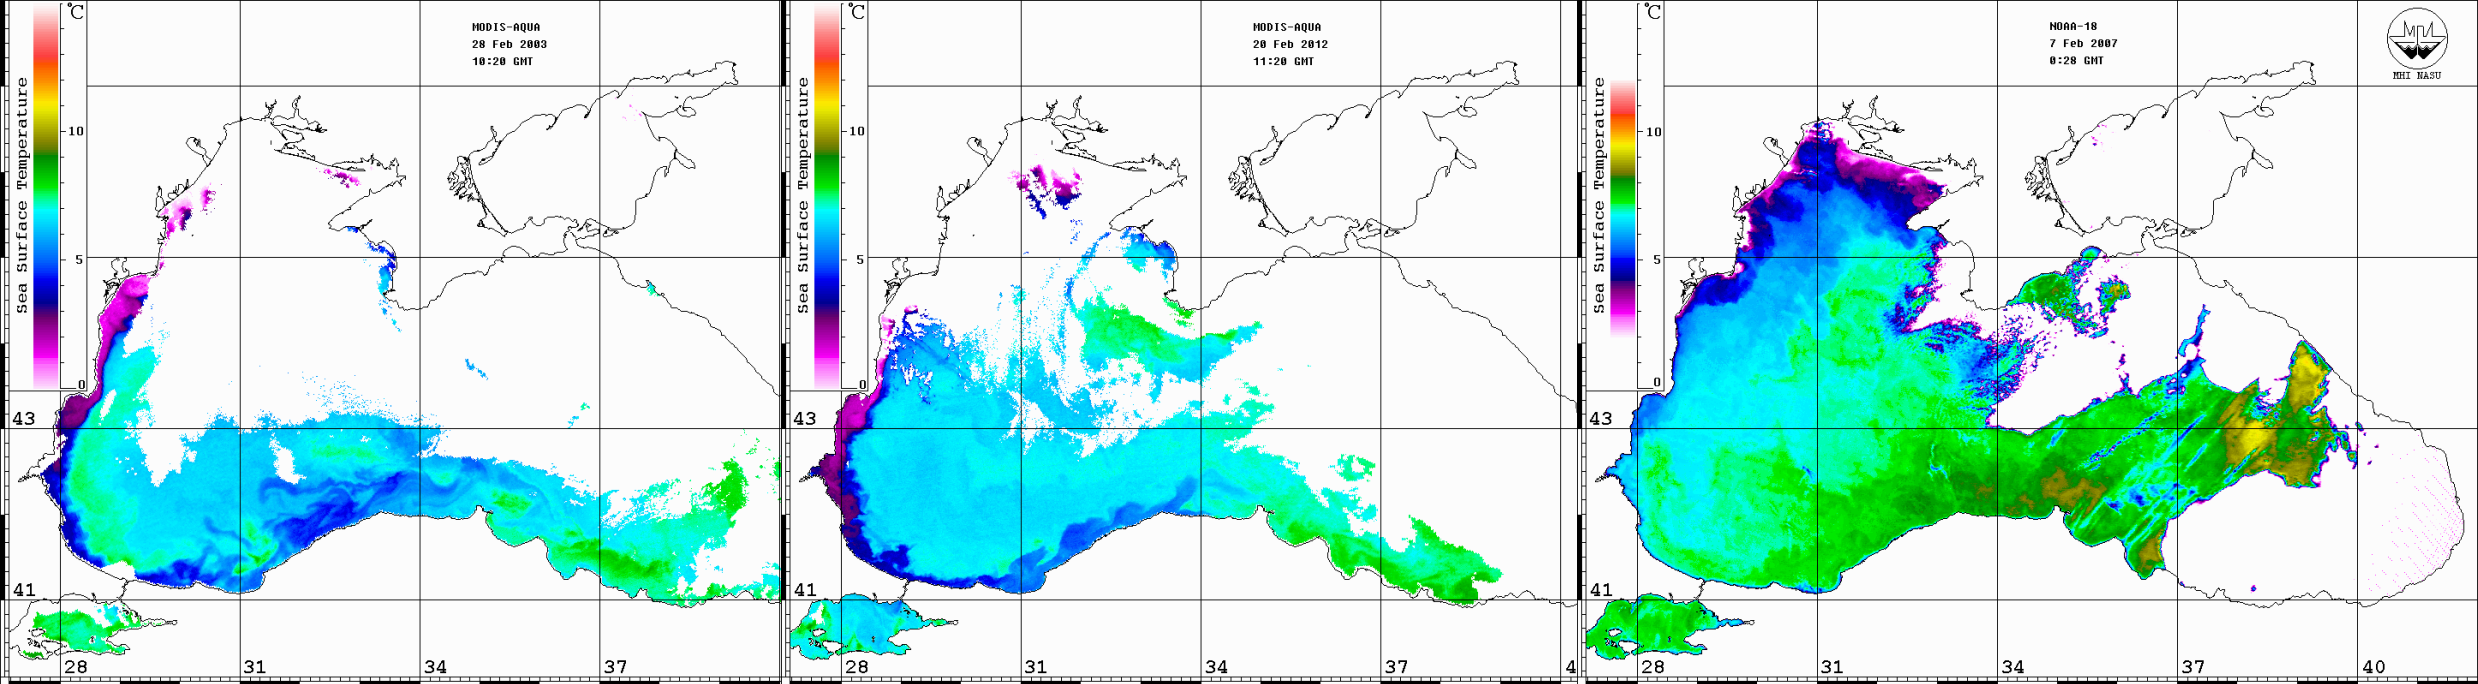 °C
MODIS-AQUA
28 Feb 2003
10:20 GMT
Sea Surface Temperature
10
5
0
43
41
28
31
34
37
°C
MODIS-AQUA
20 Feb 2012
11:20 GMT
Sea Surface Temperature
10
5
0
43
41
28
31
34
37
4
°C
NOAA-18
7 Feb 2007
0:28 GMT
MHI NASU
Sea Surface Temperature
10
5
0
43
41
28
31
34
37
40